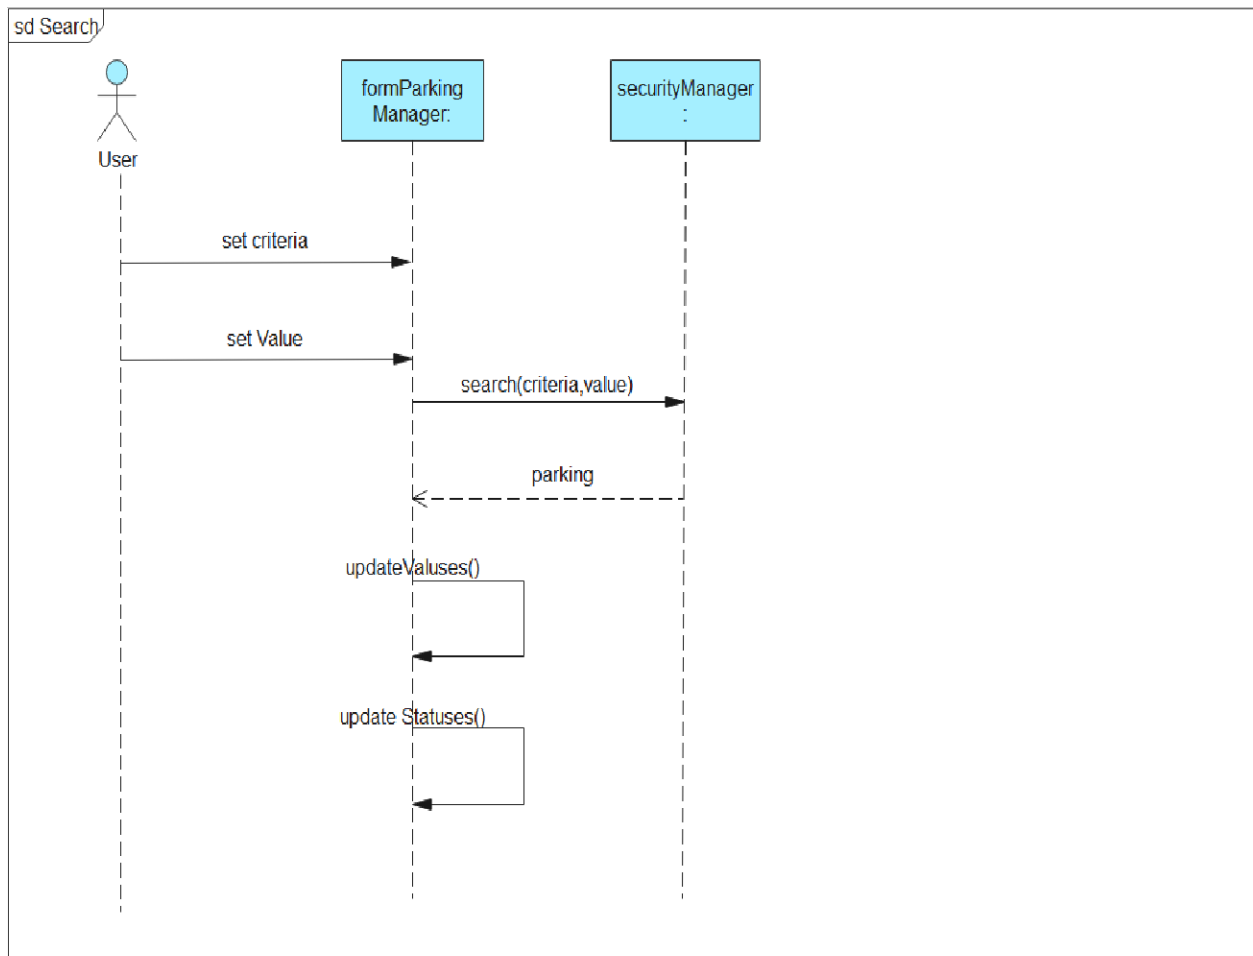 sd Search
formParking
Manager:
securityManager
:
User
set criteria
set Value
search(criteria,value)
parking
updateValuses()
update Statuses()